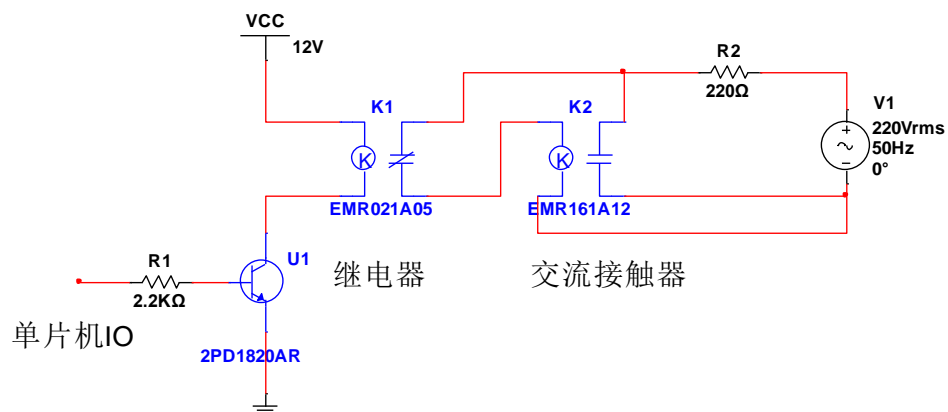 VCC
12V
K1
EMR021A05
K2
EMR161A12
R2
220Ω
V1
220Vrms
50Hz
0°
继电器
交流接触器
U1
2PD1820AR
R1
2.2KΩ
单片机IO
K
K